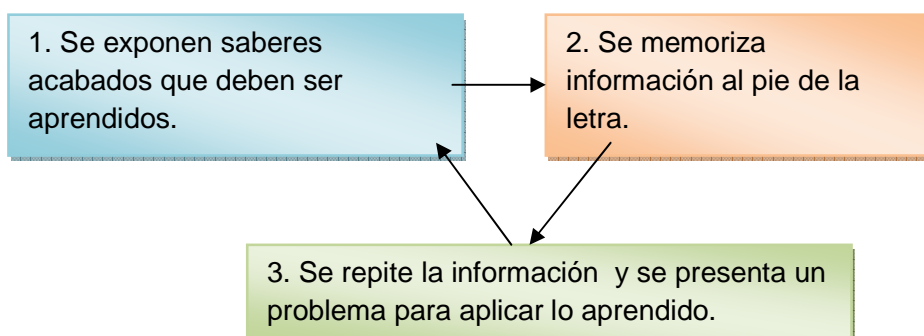 1. Se exponen saberes
acabados que deben ser
aprendidos.
2. Se memoriza
información al pie de la
letra.
3. Se repite la información  y se presenta un
problema para aplicar lo aprendido.